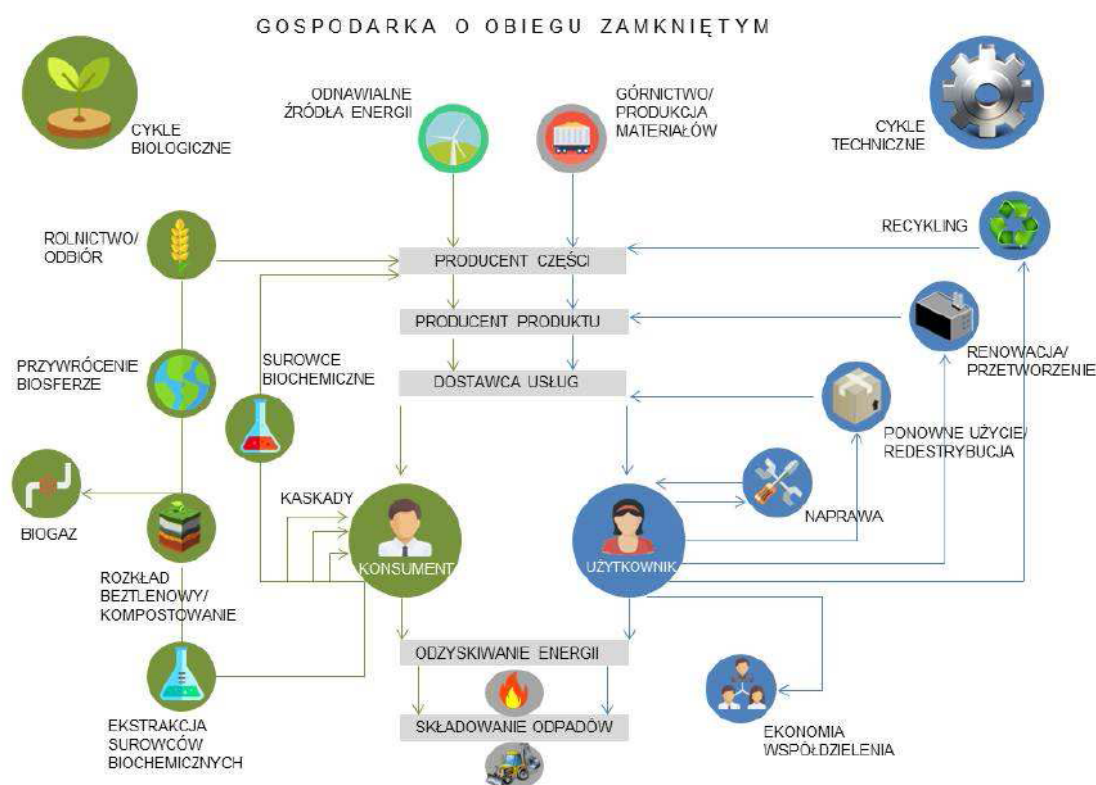 GOSPODARKA O OBIEGU ZAMKNIĘTYM
CYKLE
BIOLOGICZNE
ODNAWIALNE
ŹRÓDŁA ENERGII
GÓRNICTWO/
PRODUKCJA
MATERIAŁÓW
CYKLE
TECHNICZNE
ROLNICTWO/
ODBIÓR
RECYKLING
PRODUCENT CZĘŚCI
PRODUCENT PRODUKTU
PRZYWRÓCENIE
BIOSFERZE
SUROWCE
BIOCHEMICZNE
RENOWACJA/
PRZETWORZENIE
DOSTAWCA USŁUG
PONOWNE UŻYCIE/
REDESTRYBUCJA
KASKADY
NAPRAWA
BIOGAZ
KONSUMENT
UŻYTKOWNIK
ROZKŁAD
BEZTLENOWY/
KOMPOSTOWANIE
ODZYSKIWANIE ENERGII
SKŁADOWANIE ODPADÓW
EKSTRAKCJA
SUROWCÓW
BIOCHEMICZNYCH
EKONOMIA
WSPÓŁDZIELENIA